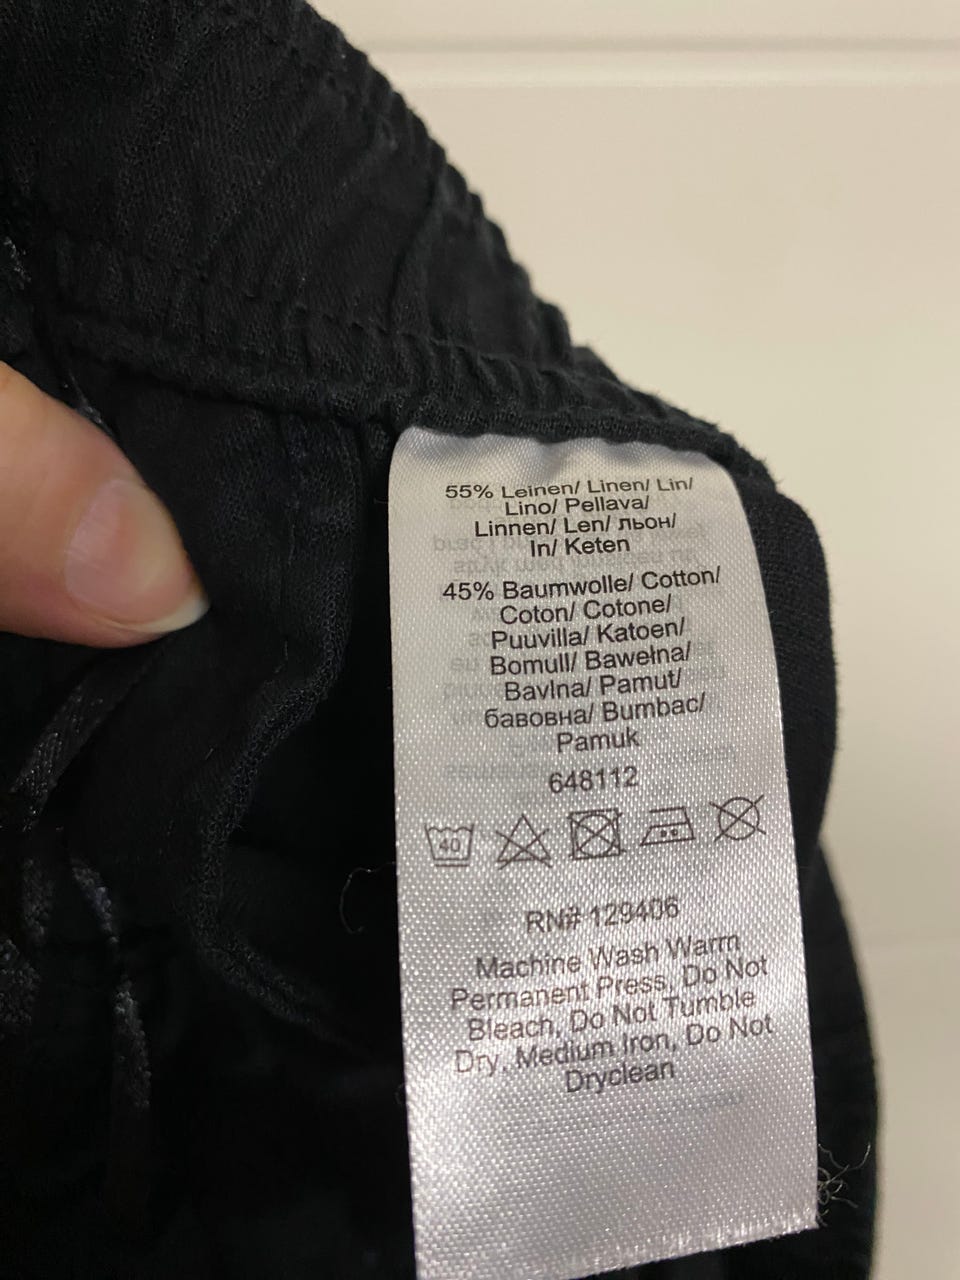 55% Leinen/ Linen/ Lin/
Lino/ Pellava/
Linnen/ Len/ льон/
In/ Keten
45% Baumwolle/ Cotton/
Coton/ Cotone/
Puuvilla/ Katoen/
Bomull/ Bawełna/
Bavlna/ Pamut/
бавовна/ Bumbac/
Pamuk
648112
40
RN# 129406
Machine Wash Warm
Permanent Press, Do Not
Bleach, Do Not Tumble
Dry, Medium Iron, Do Not
Dryclean